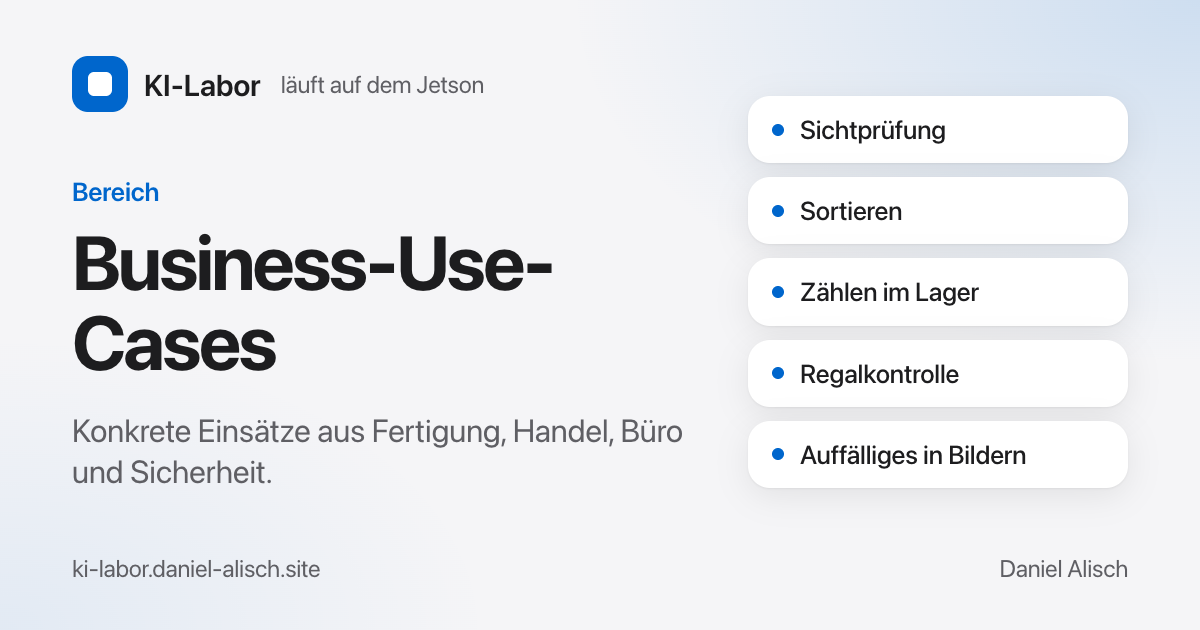 KI-Labor läuft auf dem Jetson
Bereich
Business-Use-
Cases
Konkrete Einsätze aus Fertigung, Handel, Büro
und Sicherheit.
Sichtprüfung
Sortieren
Zählen im Lager
Regalkontrolle
Auffälliges in Bildern
ki-labor.daniel-alisch.site
Daniel Alisch